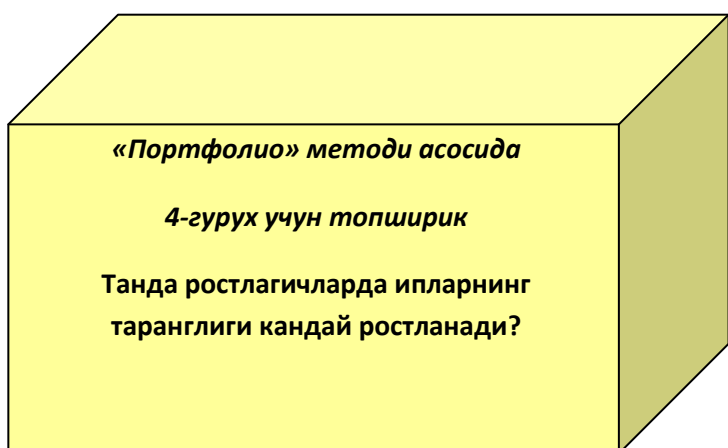 «Портфолио» методи асосида
4-гурух учун топширик
Танда ростлагичларда ипларнинг
таранглиги кандай ростланади?